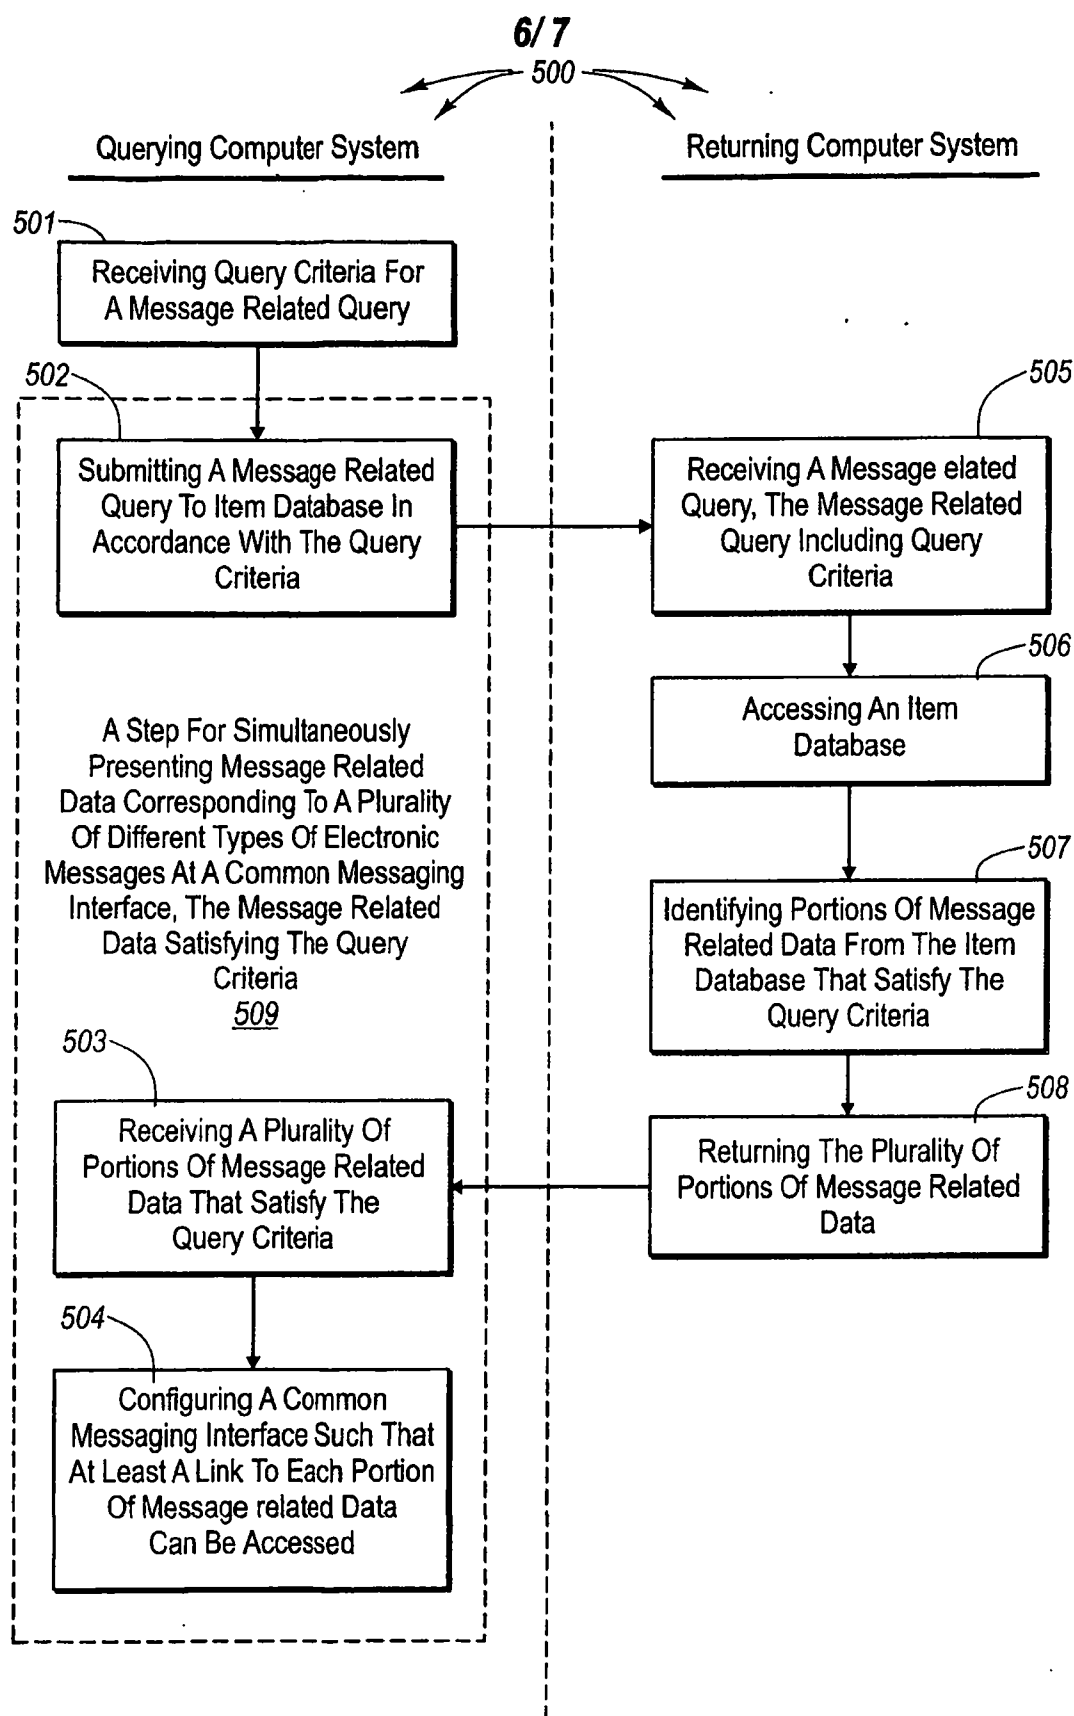 6/7
500
Querying Computer System
Returning Computer System
501
Receiving Query Criteria For
A Message Related Query
502
Submitting A Message Related
Query To Item Database In
Accordance With The Query
Criteria
A Step For Simultaneously
Presenting Message Related
Data Corresponding To A Plurality
Of Different Types Of Electronic
Messages At A Common Messaging
Interface, The Message Related
Data Satisfying The Query
Criteria
509
503
Receiving A Plurality Of
Portions Of Message Related
Data That Satisfy The
Query Criteria
504
Configuring A Common
Messaging Interface Such That
At Least A Link To Each Portion
Of Message related Data
Can Be Accessed
505
Receiving A Message elated
Query, The Message Related
Query Including Query
Criteria
506
Accessing An Item
Database
507
Identifying Portions Of Message
Related Data From The Item
Database That Satisfy The
Query Criteria
508
Returning The Plurality Of
Portions Of Message Related
Data